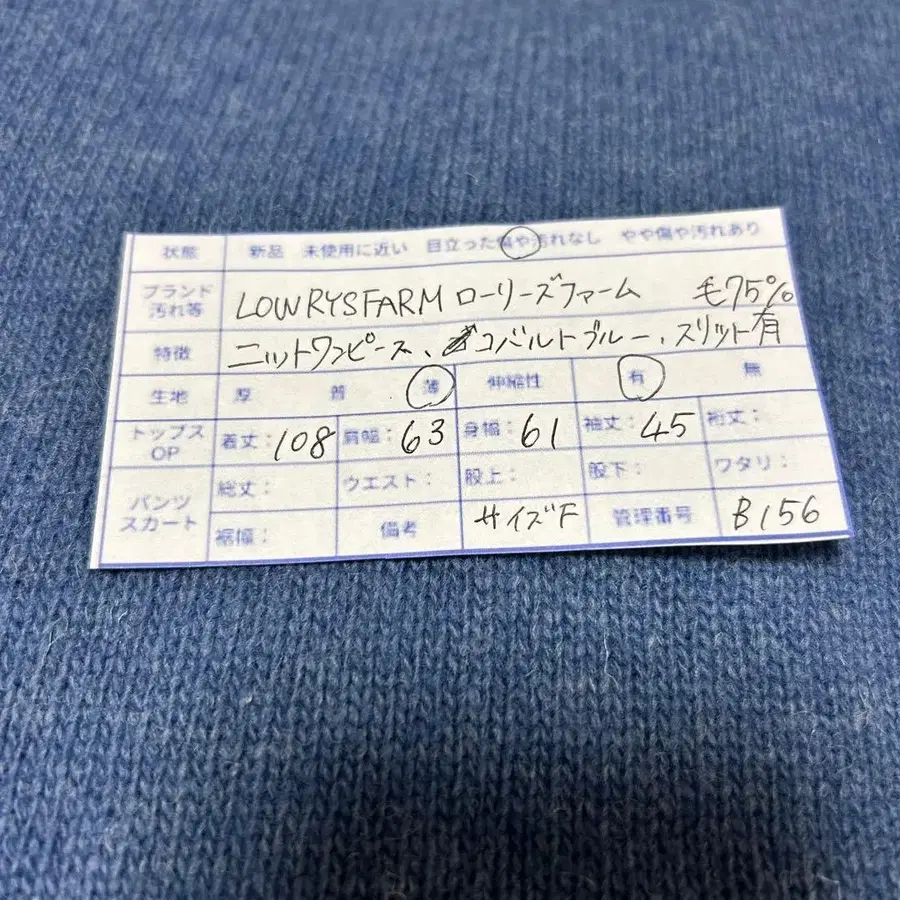 状態 新品 未使用に近い 目立った傷や汚れなし やや傷や汚れあり
ブランド 汚れ等 LOWRYSFARM ローリーズファーム 毛75%
特徴 ニットワンピース、コバルトブルー、スリット有
生地 厚 普 薄 伸縮性 有 無
トップス OP 着丈:108 肩幅:63 身幅:61 袖丈:45 裄丈:
パンツ スカート 総丈: ウエスト: 股上: 股下: ワタリ:
裾幅: 備考 サイズF 管理番号 B156